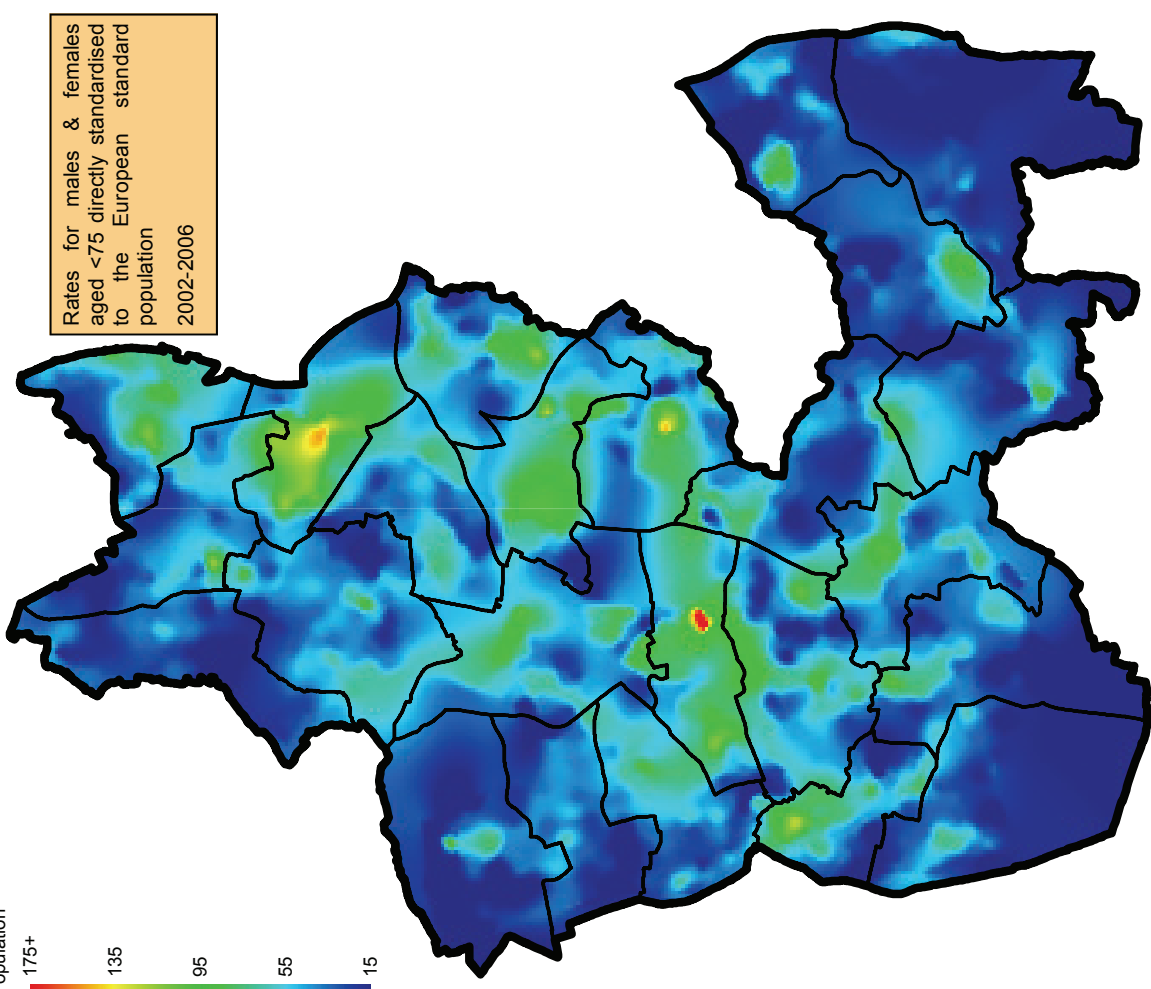 Rates for males & females
aged <75 directly standardised
to the European standard
population
2002-2006
175+
135
95
55
15